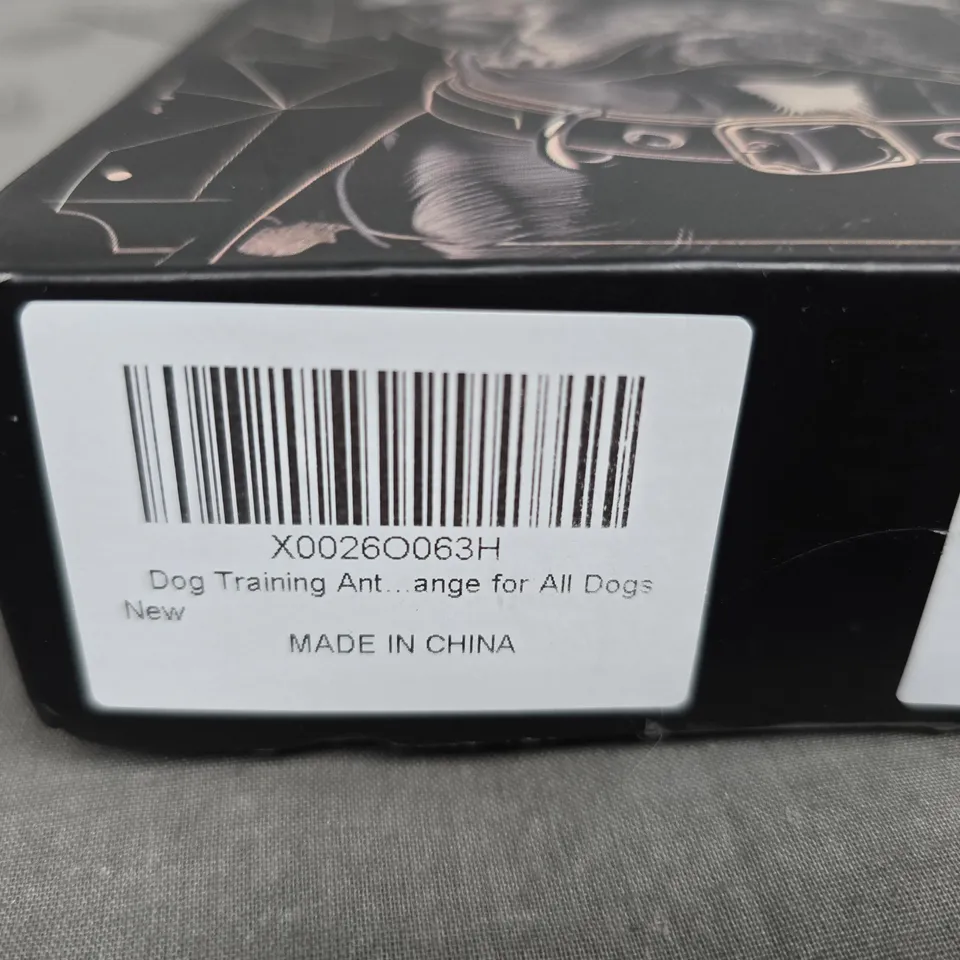 X0026O063H
Dog Training Ant...ange for All Dogs
New
MADE IN CHINA